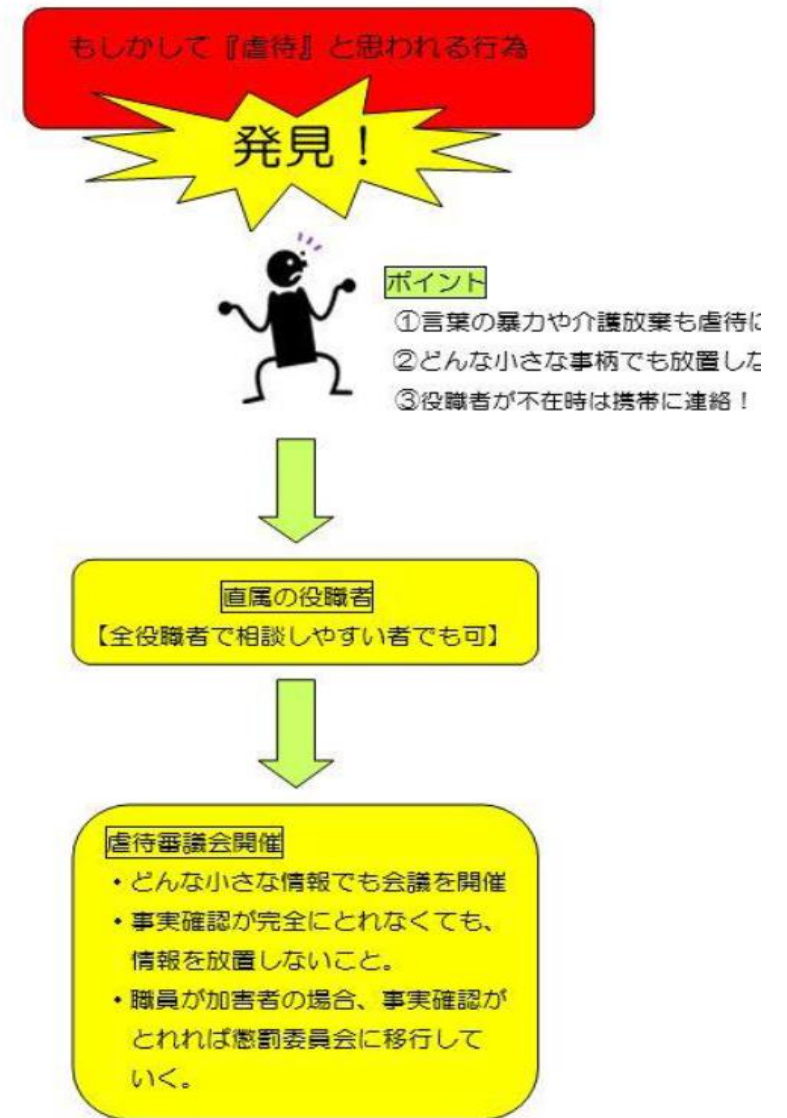 もしかして『虐待』と思われる行為
発見！
ポイント
①言葉の暴力や介護放棄も虐待に
②どんな小さな事柄でも放置しな
③役職者が不在時は携帯に連絡！
直属の役職者
【全役職者で相談しやすい者でも可】
虐待審議会開催
・どんな小さな情報でも会議を開催
・事実確認が完全にとれなくても、
情報を放置しないこと。
・職員が加害者の場合、事実確認が
とれれば懲罰委員会に移行して
いく。